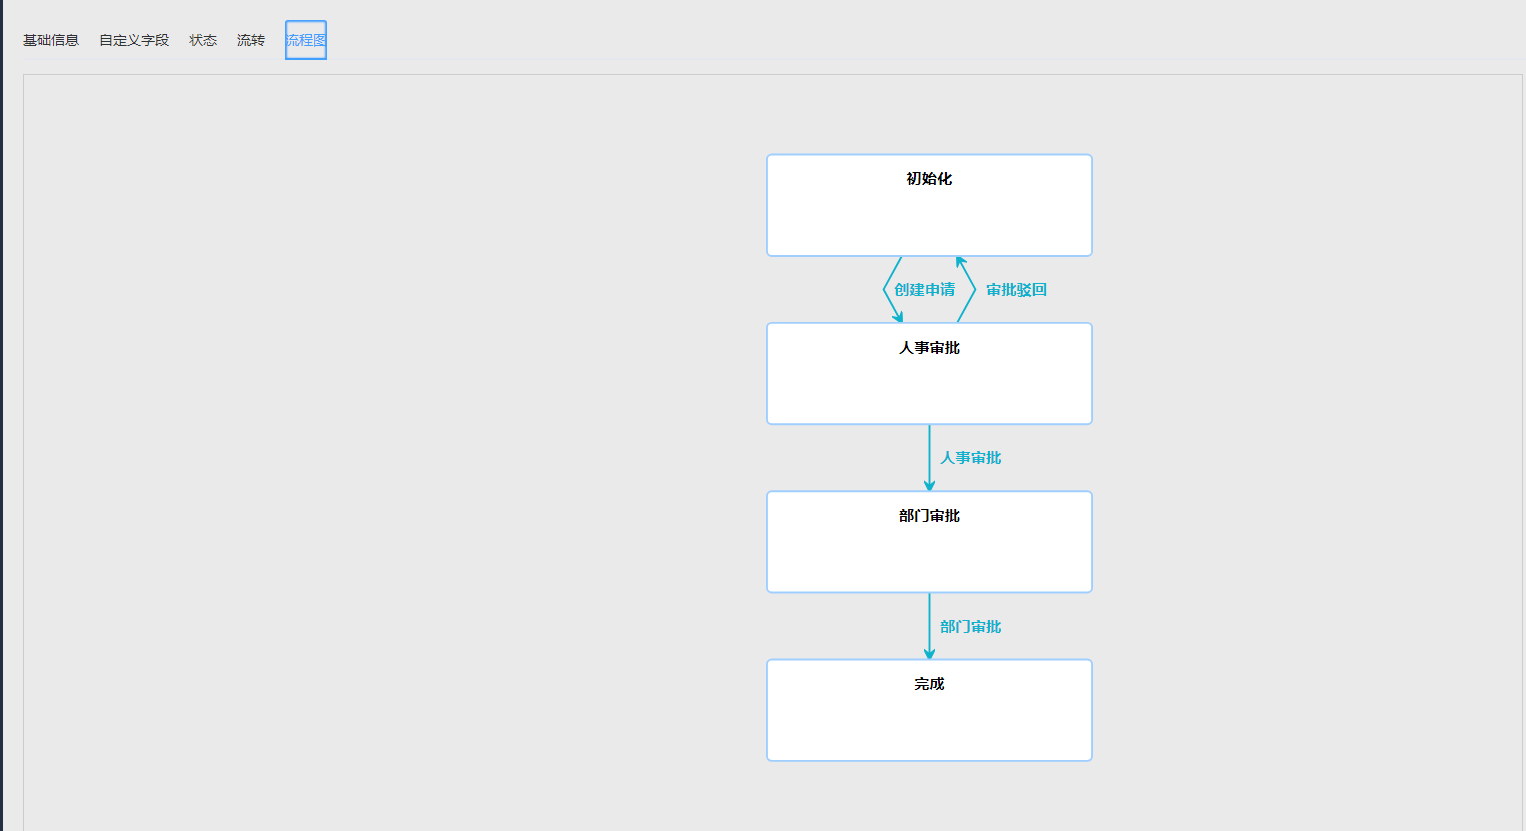 基础信息 自定义字段 状态 流转 流程图
初始化
创建申请 审批驳回
人事审批
人事审批
部门审批
部门审批
完成